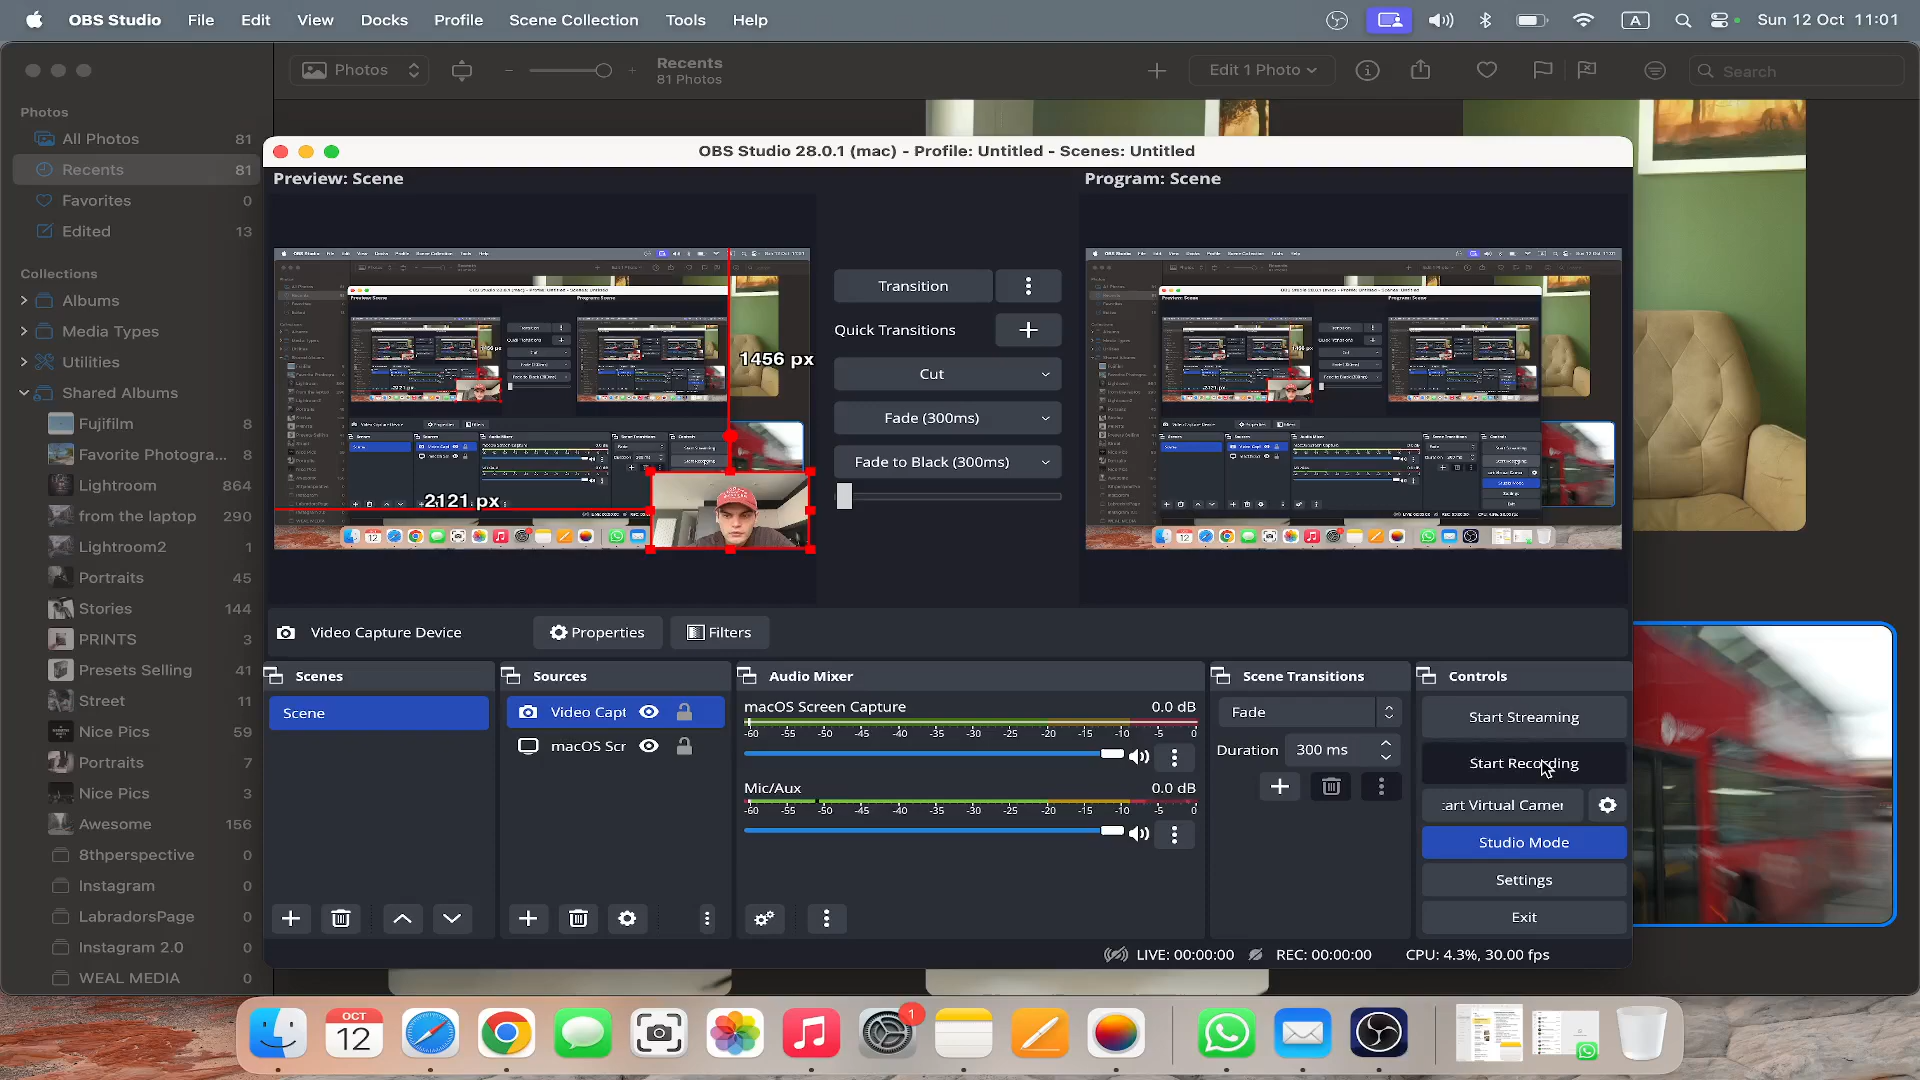 OBS Studio File Edit View Docks Profile Scene Collection Tools Help A Sun 12 Oct 11:01
Photos Recents 81 Photos Edit 1 Photo Search
Photos
All Photos 81
Recents 81
Favorites 0
Edited 13
Collections
Albums
Media Types
Utilities
Shared Albums
Fujifilm 8
Favorite Photogra... 8
Lightroom 864
from the laptop 290
Lightroom2 1
Portraits 45
Stories 144
PRINTS 3
Presets Selling 41
Street 11
Nice Pics 59
Portraits 7
Nice Pics 0
Awesome 156
8thperspective 0
Instagram 0
LabradorsPage 0
Instagram 2.0 0
WEAL MEDIA 0
OBS Studio 28.0.1 (mac) - Profile: Untitled - Scenes: Untitled
Preview: Scene
Program: Scene
1456 px
2121 px
Transition
Quick Transitions
Cut
Fade (300ms)
Fade to Black (300ms)
Video Capture Device Properties Filters
Scenes
Scene
Sources
Video Capt
macOS Scr
Audio Mixer
macOS Screen Capture 0.0 dB
-60 -55 -50 -45 -40 -35 -30 -25 -20 -15 -10 -5 0
Mic/Aux 0.0 dB
-60 -55 -50 -45 -40 -35 -30 -25 -20 -15 -10 -5 0
Scene Transitions
Fade
Duration 300 ms
Controls
Start Streaming
Start Recording
art Virtual Camer
Studio Mode
Settings
Exit
LIVE: 00:00:00 REC: 00:00:00 CPU: 4.3%, 30.00 fps
OCT
12
1